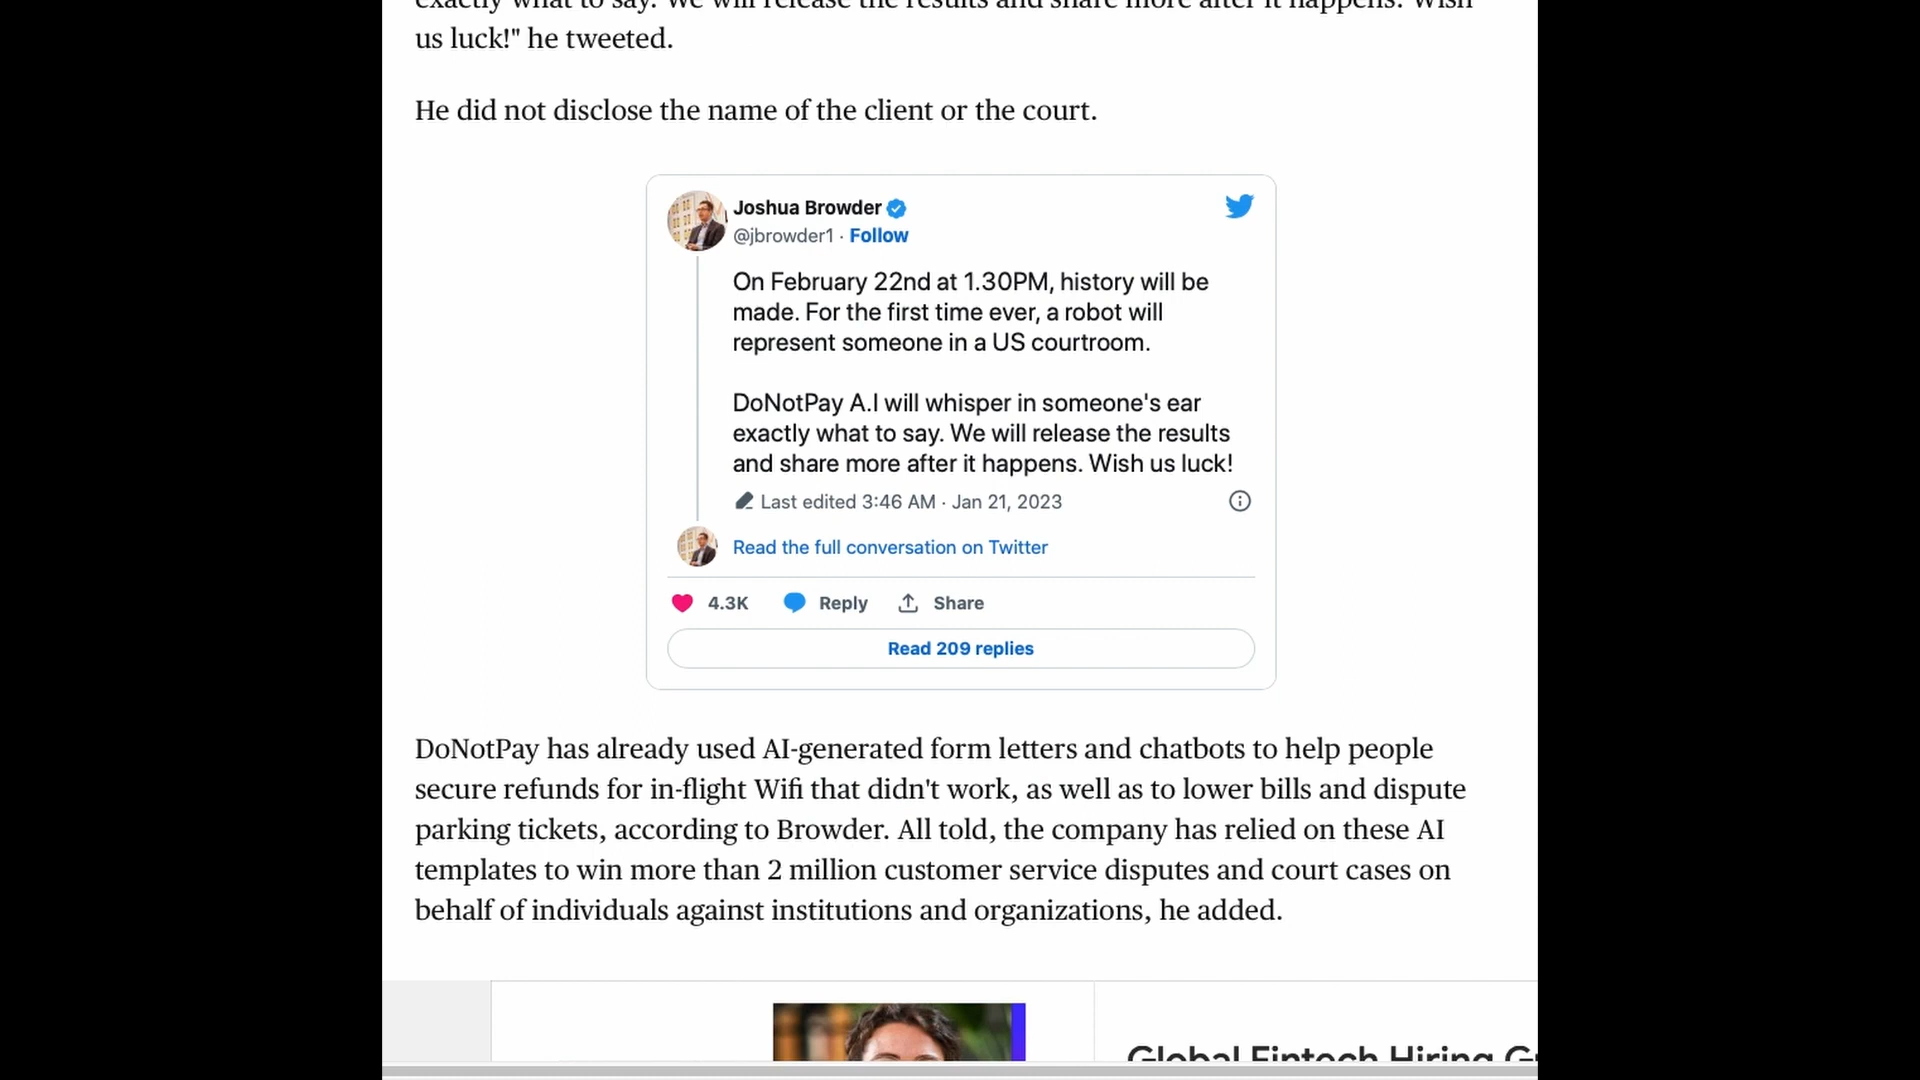 exactly what to say. We will release the results and share more after it happens. Wish
us luck!" he tweeted.
He did not disclose the name of the client or the court.
Joshua Browder
@jbrowder1 · Follow
On February 22nd at 1.30PM, history will be
made. For the first time ever, a robot will
represent someone in a US courtroom.
DoNotPay A.I will whisper in someone's ear
exactly what to say. We will release the results
and share more after it happens. Wish us luck!
Last edited 3:46 AM · Jan 21, 2023
Read the full conversation on Twitter
4.3K Reply Share
Read 209 replies
DoNotPay has already used AI-generated form letters and chatbots to help people
secure refunds for in-flight Wifi that didn't work, as well as to lower bills and dispute
parking tickets, according to Browder. All told, the company has relied on these AI
templates to win more than 2 million customer service disputes and court cases on
behalf of individuals against institutions and organizations, he added.
Global Fintech Hiring